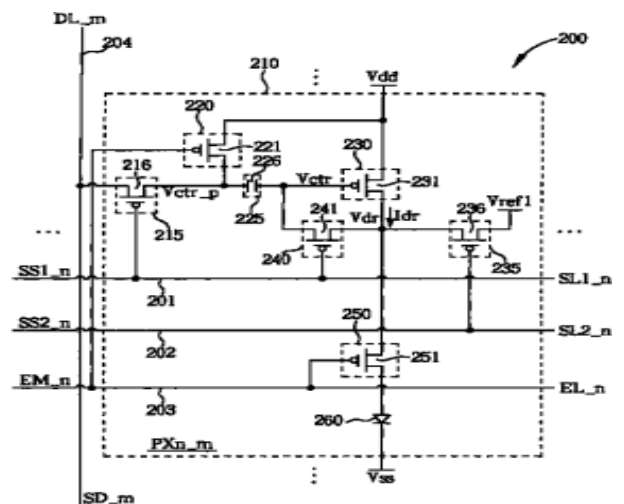 DL_m
204
210
Vdd
200
220
221
230
226
216
Vctr_p
225
Vctr
231
215
241
Vdr
Idr
236
Vref1
240
235
SS1_n
201
SL1_n
SS2_n
202
SL2_n
250
251
EM_n
203
EL_n
260
PXn_m
Vss
SD_m